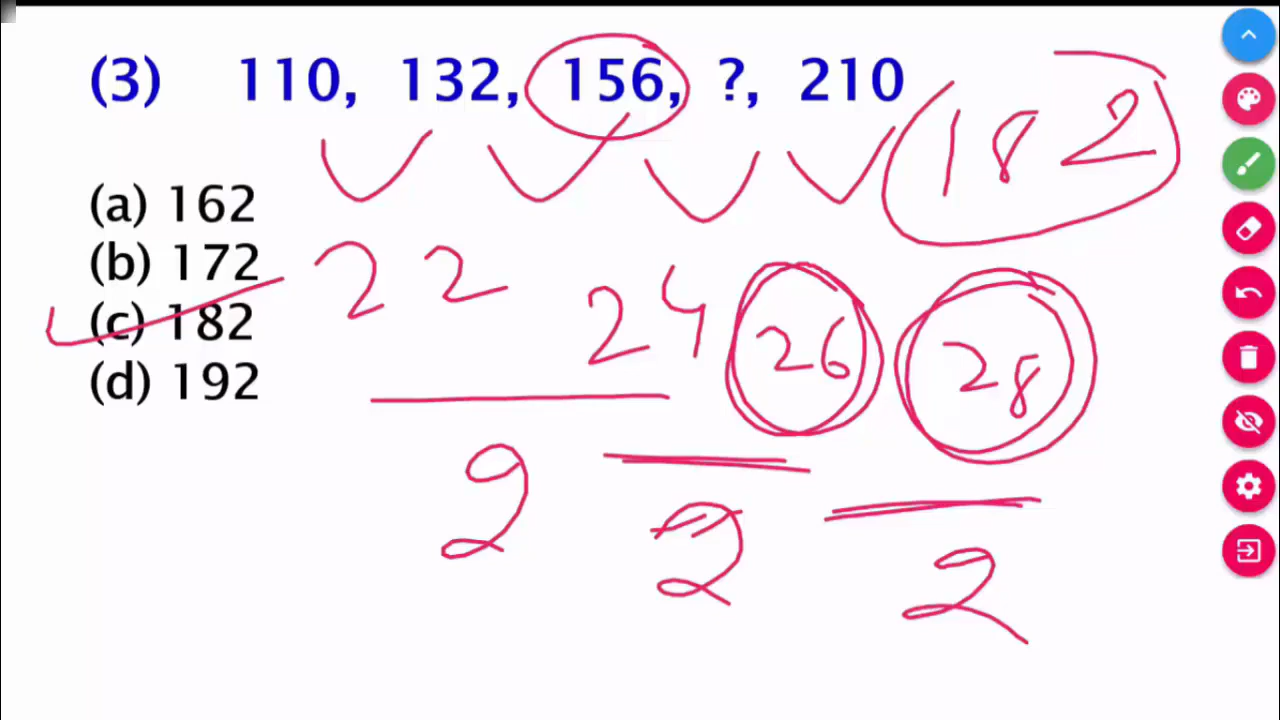 (3) 110, 132, 156, ?, 210
182
(a) 162
(b) 172
(c) 182
(d) 192
22 24 26 28
2 2 2